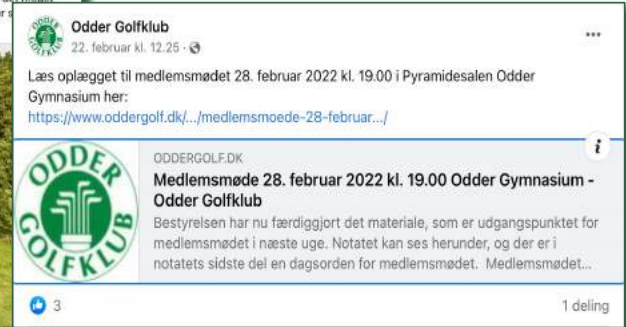 Odder Golfklub
22. februar kl. 12.25 ·
Læs oplægget til medlemsmødet 28. februar 2022 kl. 19.00 i Pyramidesalen Odder
Gymnasium her:
https://www.oddergolf.dk/.../medlemsmoede-28-februar.../
ODDER
GOLFKLUB
ODDERGOLF.DK
Medlemsmøde 28. februar 2022 kl. 19.00 Odder Gymnasium -
Odder Golfklub
Bestyrelsen har nu færdiggjort det materiale, som er udgangspunktet for
medlemsmødet i næste uge. Notatet kan ses herunder, og der er i
notatets sidste del en dagsorden for medlemsmødet. Medlemsmødet...
3
1 deling